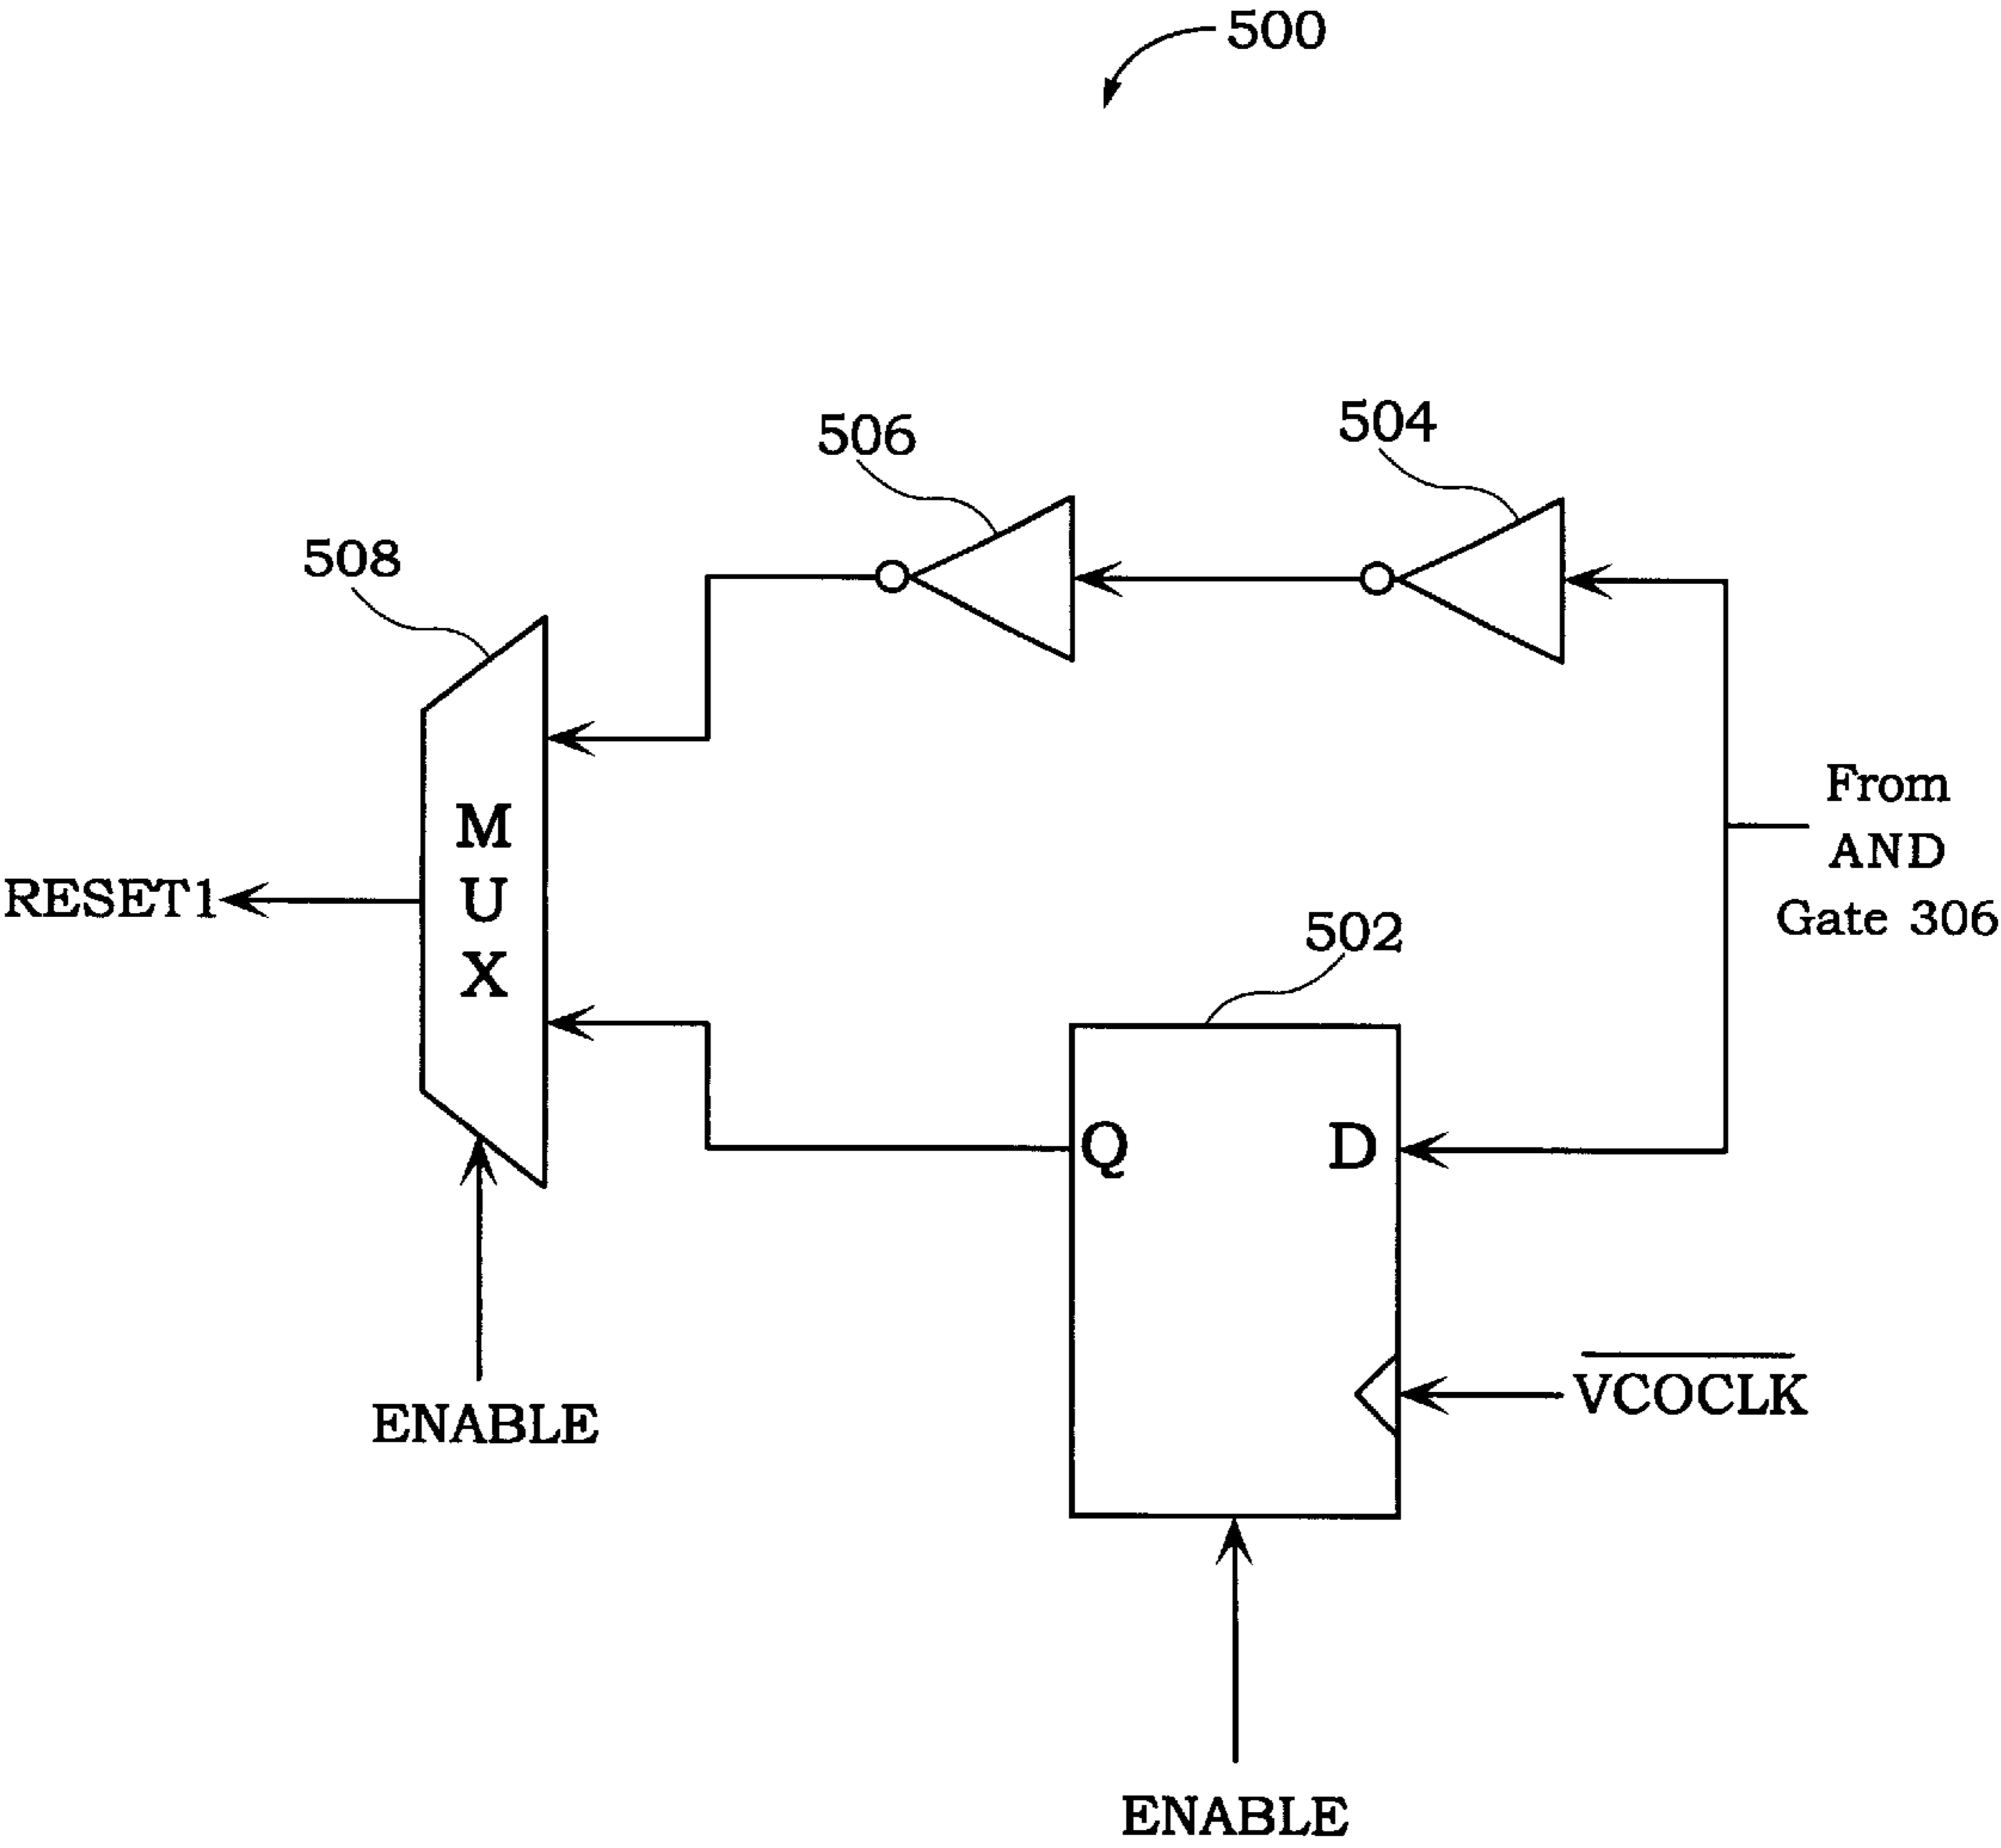 500
506
504
508
M
U
X
From
AND
Gate 306
RESET1
502
Q
D
VCOCLK
ENABLE
ENABLE